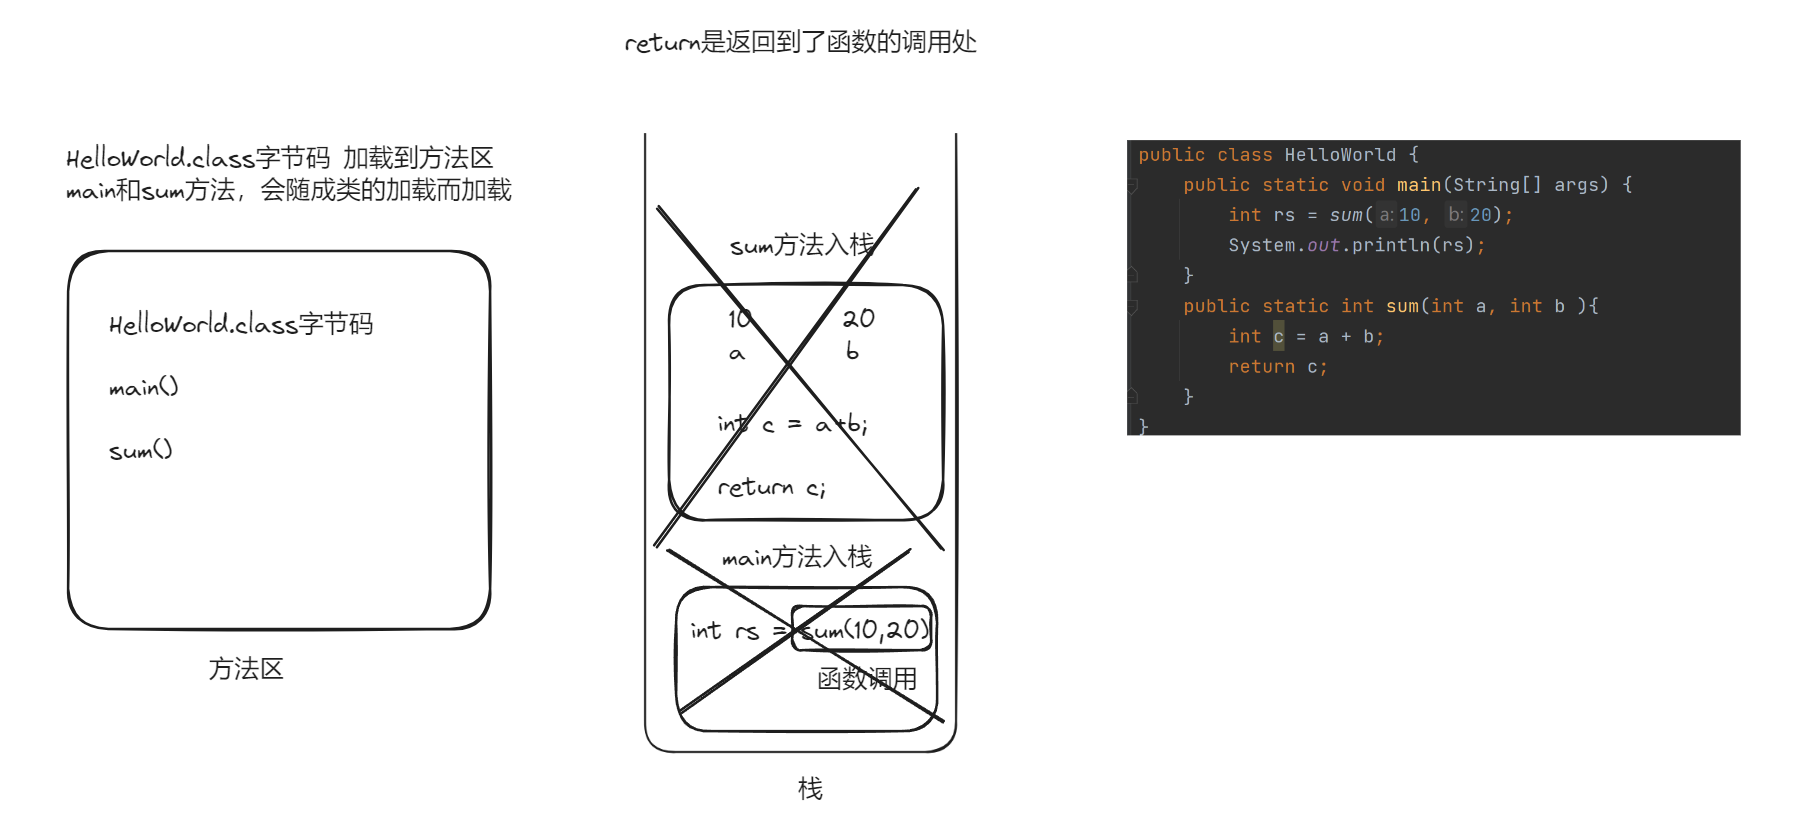 return是返回到了函数的调用处
HelloWorld.class字节码 加载到方法区
main和sum方法，会随成类的加载而加载
HelloWorld.class字节码
main()
sum()
方法区
sum方法入栈
10 20
a b
int c = a+b;
return c;
main方法入栈
int rs = sum(10,20)
函数调用
栈
public class HelloWorld {
public static void main(String[] args) {
int rs = sum( a: 10, b: 20);
System.out.println(rs);
}
public static int sum(int a, int b ){
int c = a + b;
return c;
}
}